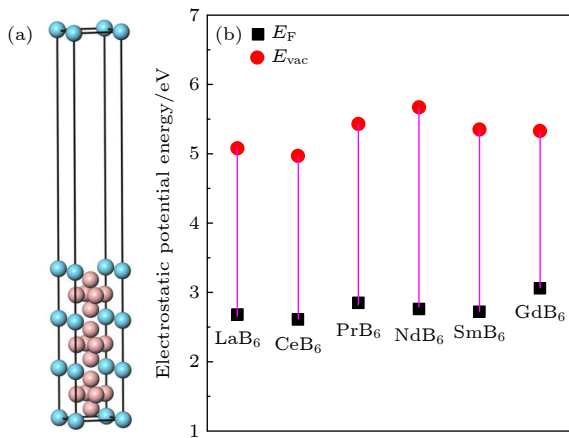 (a)
(b)
E_F
E_vac
Electrostatic potential energy/eV
7
6
5
4
3
2
1
LaB₆
CeB₆
PrB₆
NdB₆
SmB₆
GdB₆